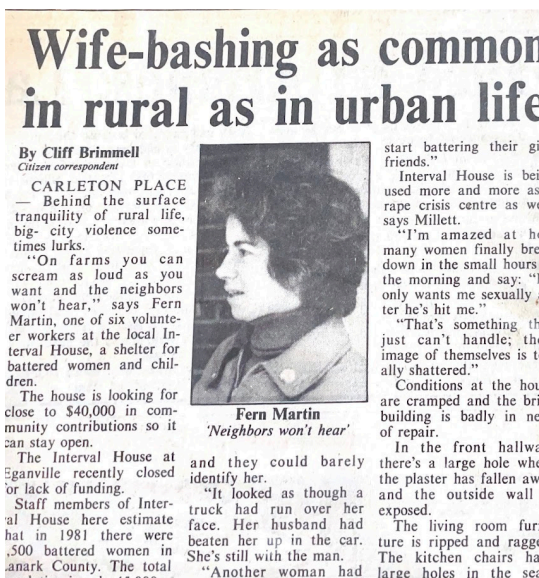 Wife-bashing as common
in rural as in urban life
By Cliff Brimmell
Citizen correspondent
CARLETON PLACE
— Behind the surface
tranquility of rural life,
big- city violence some-
times lurks.
"On farms you can
scream as loud as you
want and the neighbors
won't hear," says Fern
Martin, one of six volunte-
er workers at the local In-
terval House, a shelter for
battered women and chil-
dren.
The house is looking for
close to $40,000 in com-
munity contributions so it
can stay open.
The Interval House at
Eganville recently closed
for lack of funding.
Staff members of Inter-
val House here estimate
that in 1981 there were
,500 battered women in
Lanark County. The total
Fern Martin
'Neighbors won't hear'
and they could barely
identify her.
"It looked as though a
truck had run over her
face. Her husband had
beaten her up in the car.
She's still with the man.
"Another woman had
start battering their gi
friends."
Interval House is bei
used more and more as
rape crisis centre as we
says Millett.
"I'm amazed at h
many women finally bre
down in the small hours
the morning and say:
only wants me sexually
ter he's hit me."
"That's something th
just can't handle; th
image of themselves is t
ally shattered."
Conditions at the hou
are cramped and the bri
building is badly in ne
of repair.
In the front hallwa
there's a large hole whe
the plaster has fallen aw
and the outside wall
exposed.
The living room fur
ture is ripped and ragge
The kitchen chairs ha
large holes in the sea